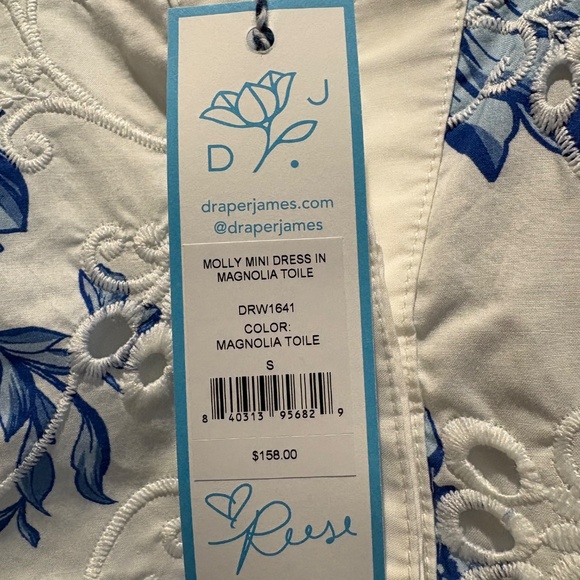 D J
draperjames.com
@draperjames
MOLLY MINI DRESS IN
MAGNOLIA TOILE
DRW1641
COLOR:
MAGNOLIA TOILE
S
8 40313 95682 9
$158.00
Reese